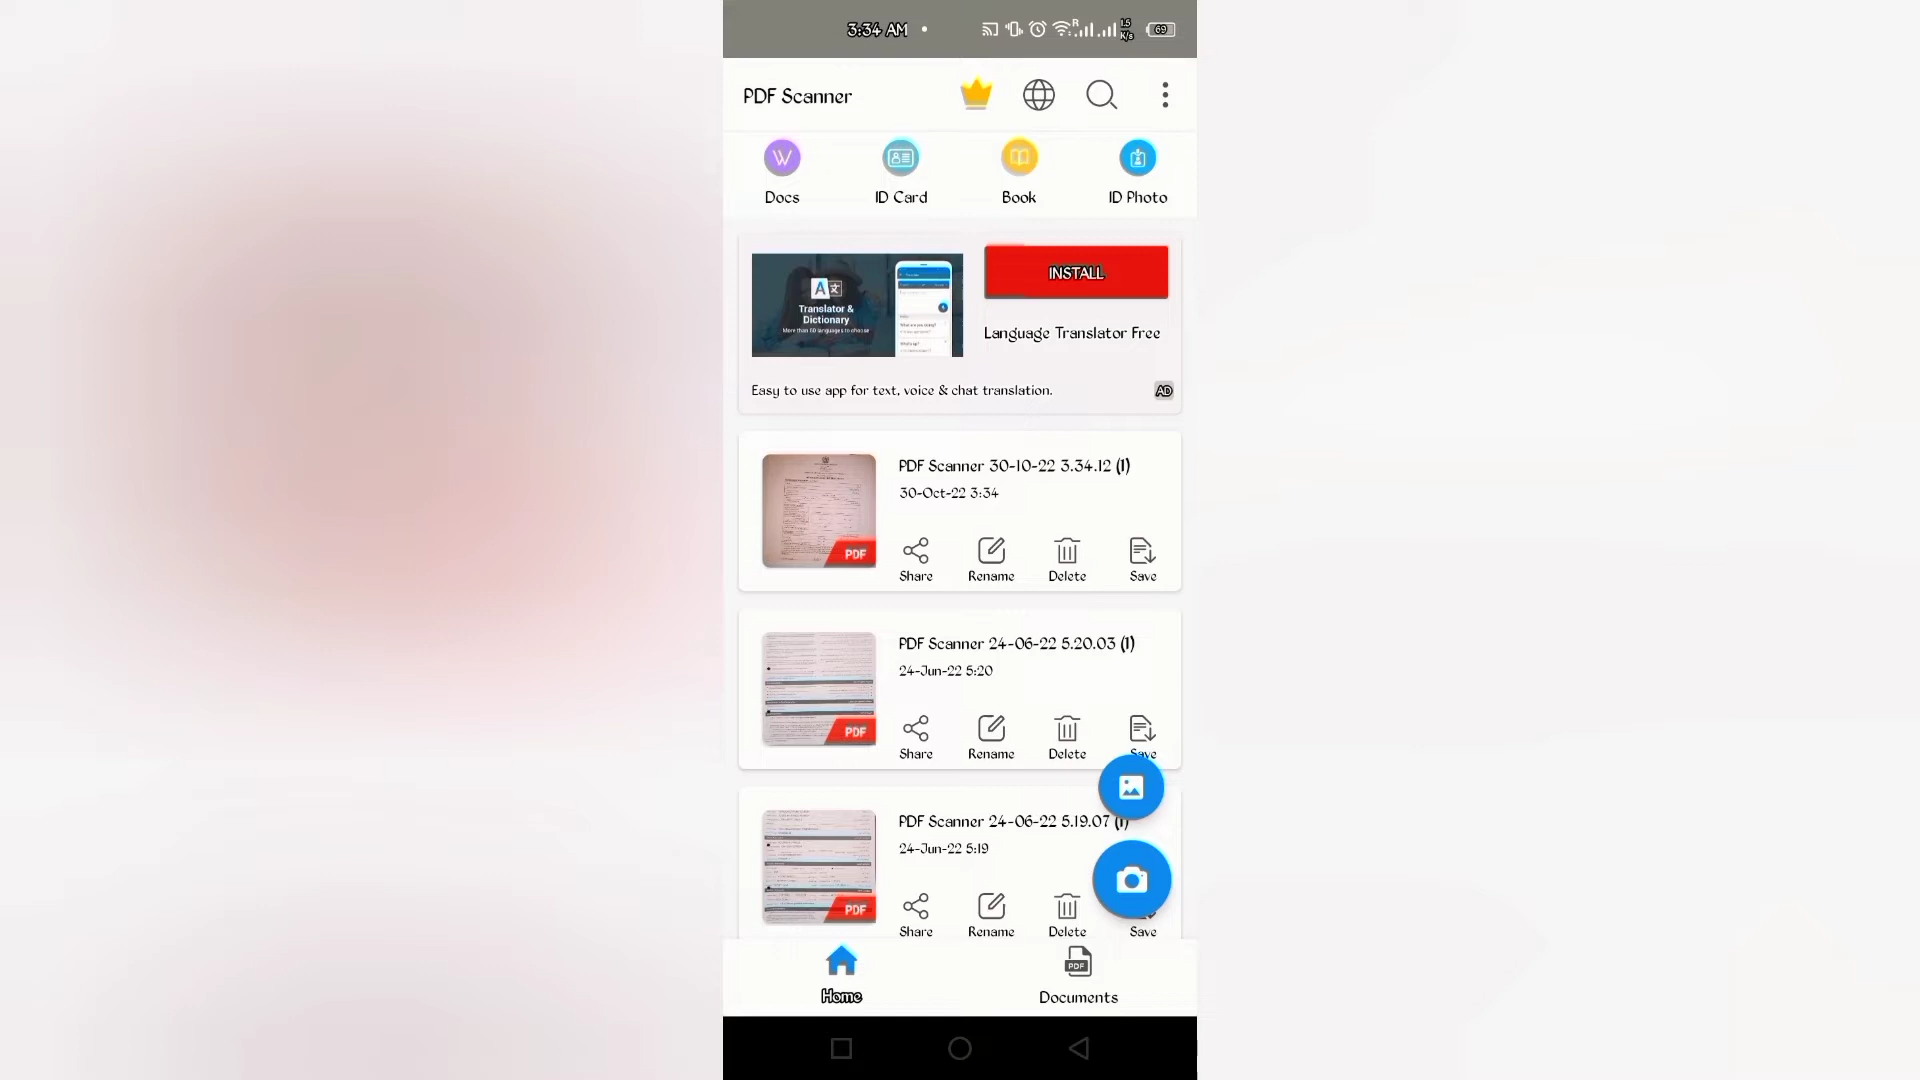 3:34 AM
R
1.5
K/s
69
PDF Scanner
Docs
ID Card
Book
ID Photo
Translator &
Dictionary
More than 60 languages to choose
INSTALL
Language Translator Free
Easy to use app for text, voice & chat translation.
AD
PDF Scanner 30-10-22 3.34.12 (1)
30-Oct-22 3:34
PDF
Share
Rename
Delete
Save
PDF Scanner 24-06-22 5.20.03 (1)
24-Jun-22 5:20
PDF
Share
Rename
Delete
Save
PDF Scanner 24-06-22 5.19.07 (1)
24-Jun-22 5:19
PDF
Share
Rename
Delete
Save
Home
PDF
Documents